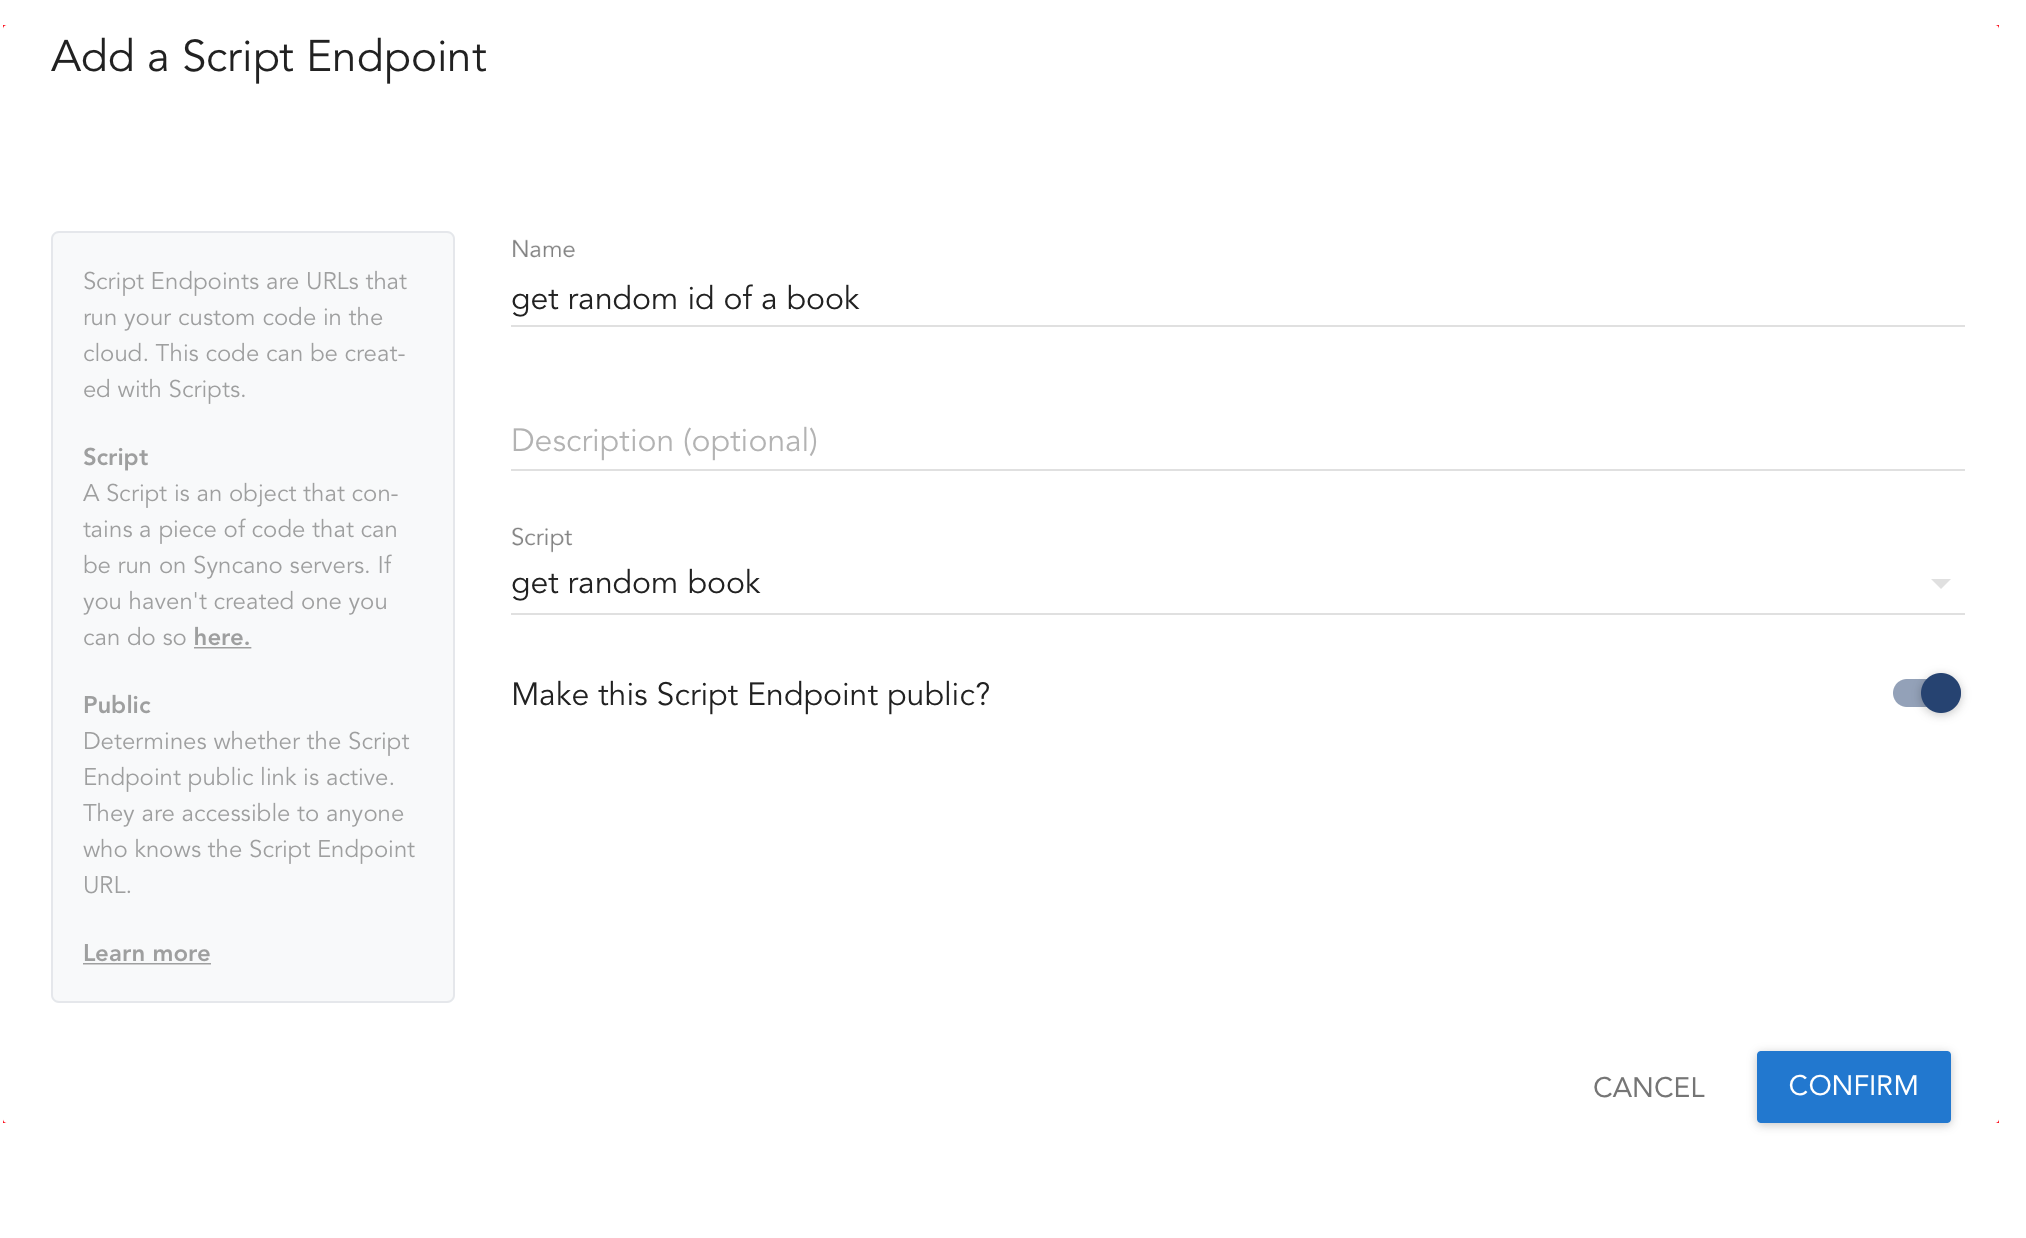 Add a Script Endpoint
Script Endpoints are URLs that
run your custom code in the
cloud. This code can be creat-
ed with Scripts.
Script
A Script is an object that con-
tains a piece of code that can
be run on Syncano servers. If
you haven't created one you
can do so here.
Public
Determines whether the Script
Endpoint public link is active.
They are accessible to anyone
who knows the Script Endpoint
URL.
Learn more
Name
get random id of a book
Description (optional)
Script
get random book
Make this Script Endpoint public?
CANCEL
CONFIRM